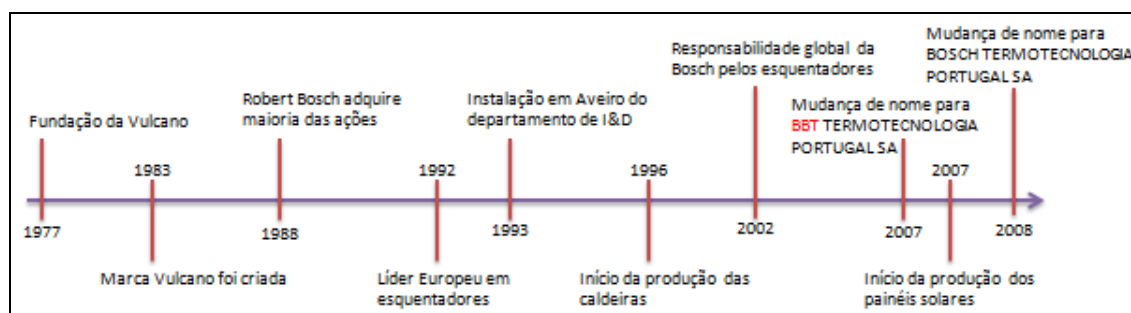 Fundação da Vulcano
1977
1983
Marca Vulcano foi criada
Robert Bosch adquire
maioria das ações
1988
1992
Líder Europeu em
esquentadores
Instalação em Aveiro do
departamento de I&D
1993
1996
Início da produção das
caldeiras
Responsabilidade global da
Bosch pelos esquentadores
2002
Mudança de nome para
BBT TERMOTECNOLOGIA
PORTUGAL SA
2007
2007
Início da produção dos
painéis solares
Mudança de nome para
BOSCH TERMOTECNOLOGIA
PORTUGAL SA
2008